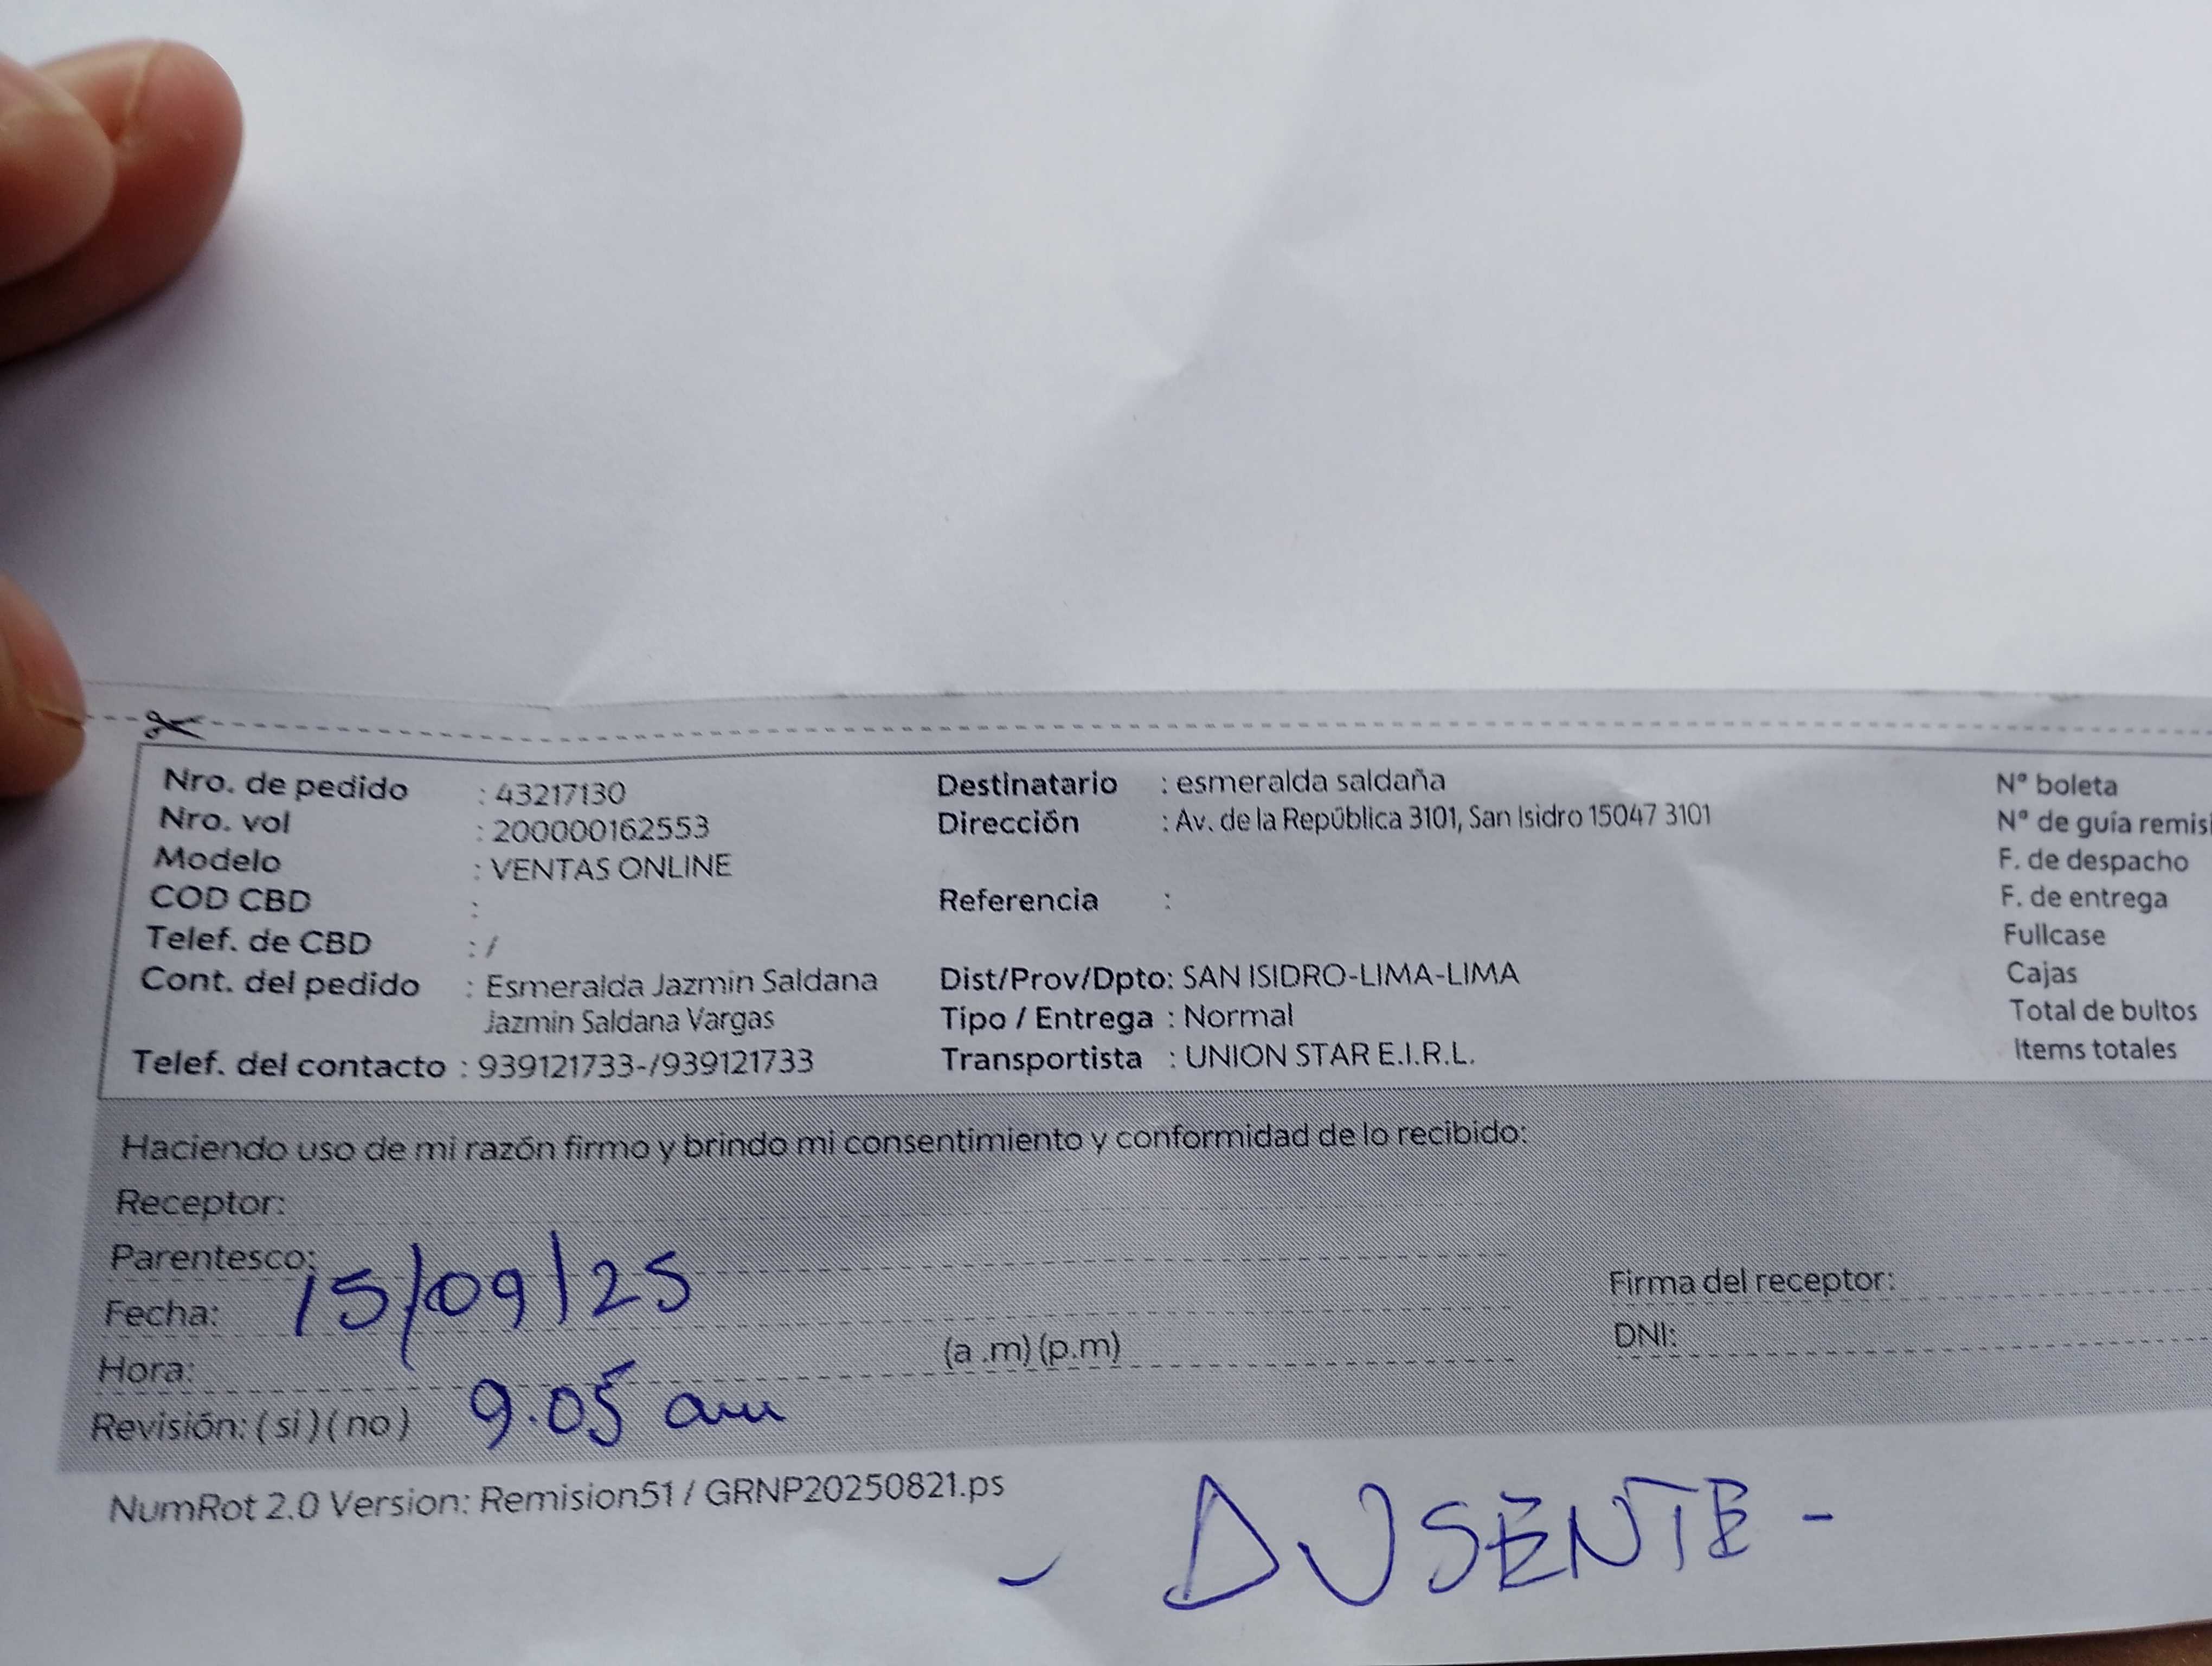 Nro. de pedido : 43217130
Nro. vol : 200000162553
Modelo : VENTAS ONLINE
COD CBD :
Telef. de CBD : /
Cont. del pedido : Esmeralda Jazmin Saldana
Jazmin Saldana Vargas
Telef. del contacto : 939121733-/939121733
Destinatario : esmeralda saldaña
Dirección : Av. de la República 3101, San Isidro 15047 3101
Referencia :
Dist/Prov/Dpto: SAN ISIDRO-LIMA-LIMA
Tipo / Entrega : Normal
Transportista : UNION STAR E.I.R.L.
N° boleta
N° de guía remisi
F. de despacho
F. de entrega
Fullcase
Cajas
Total de bultos
Items totales
Haciendo uso de mi razón firmo y brindo mi consentimiento y conformidad de lo recibido:
Receptor:
Parentesco:
Fecha: 15/09/25
Hora: (a .m) (p.m)
9.05 am
Revisión: ( si ) ( no )
Firma del receptor:
DNI:
NumRot 2.0 Version: Remision51 / GRNP20250821.ps
- AUSENTE -